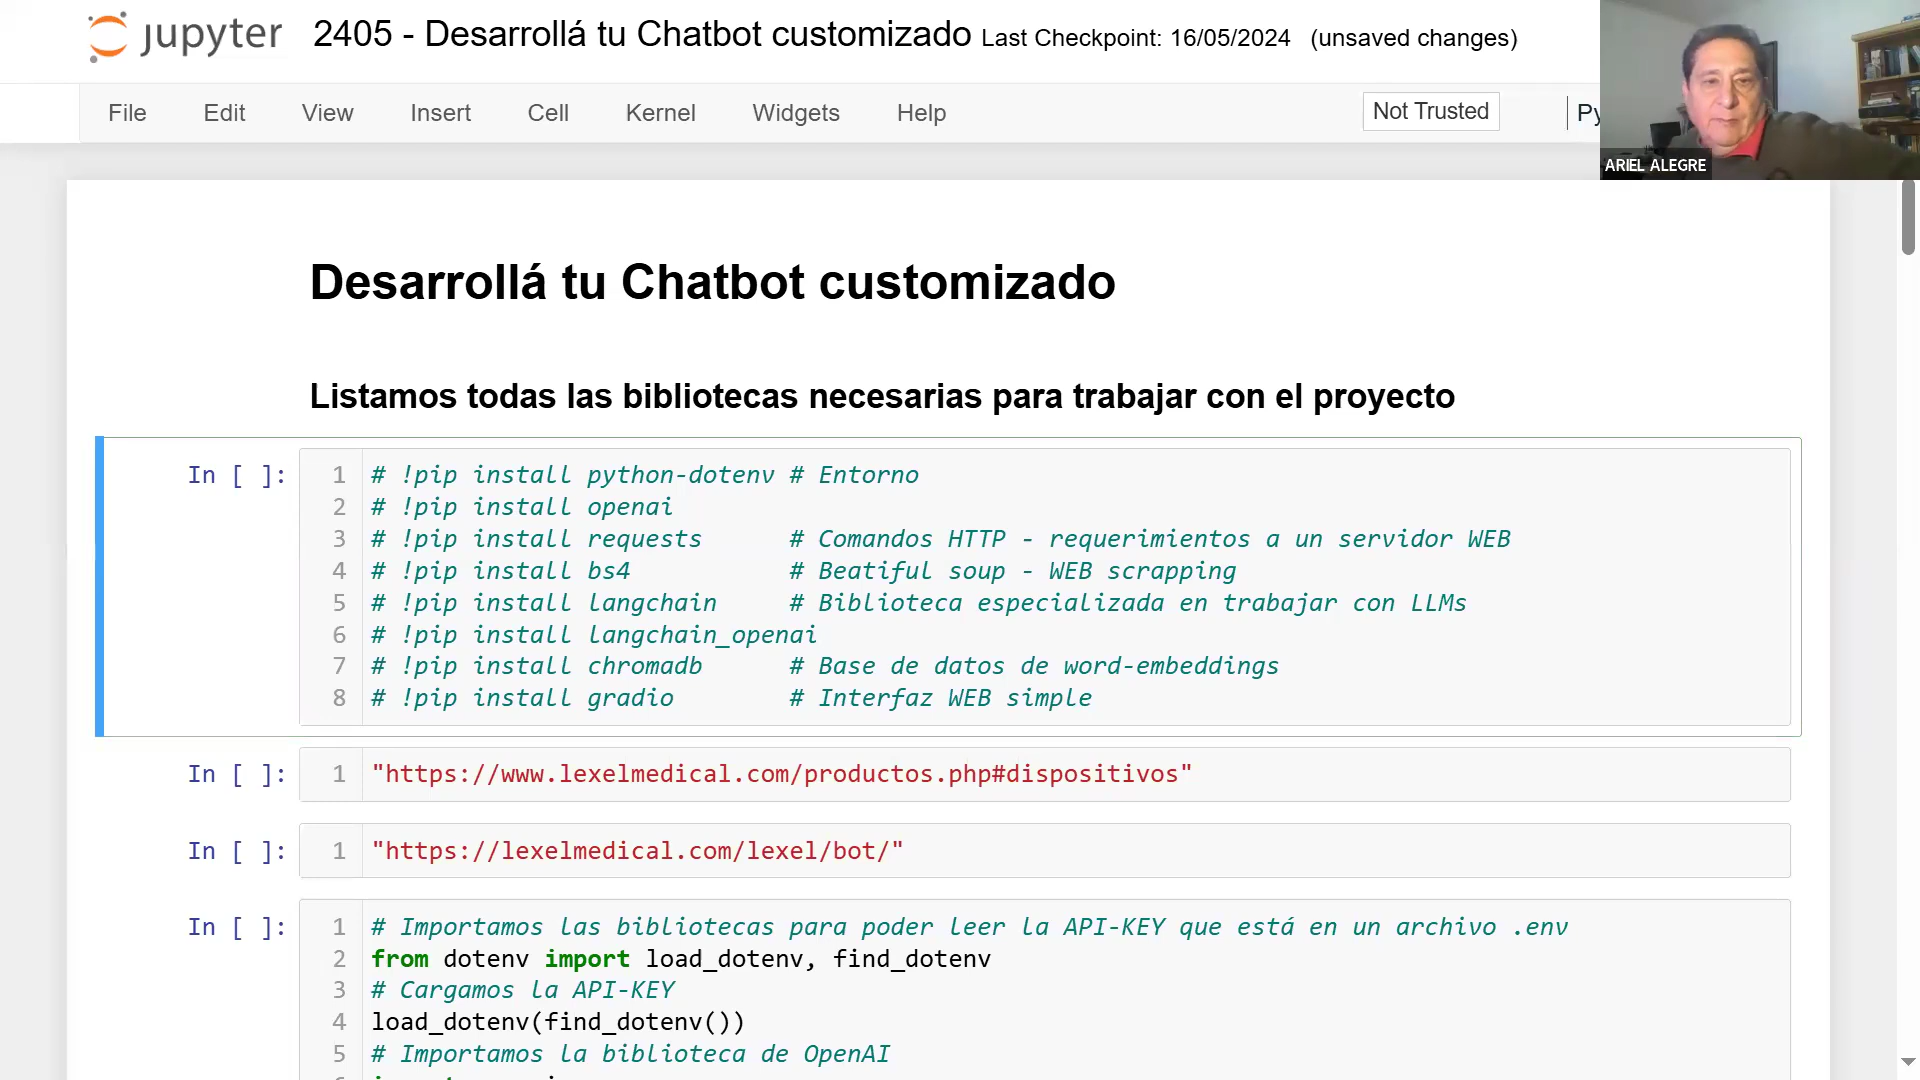 jupyter 2405 - Desarrollá tu Chatbot customizado Last Checkpoint: 16/05/2024 (unsaved changes)
File Edit View Insert Cell Kernel Widgets Help Not Trusted Py
ARIEL ALEGRE
Desarrollá tu Chatbot customizado
Listamos todas las bibliotecas necesarias para trabajar con el proyecto
In [ ]: 1 # !pip install python-dotenv # Entorno
2 # !pip install openai
3 # !pip install requests # Comandos HTTP - requerimientos a un servidor WEB
4 # !pip install bs4 # Beatiful soup - WEB scrapping
5 # !pip install langchain # Biblioteca especializada en trabajar con LLMs
6 # !pip install langchain_openai
7 # !pip install chromadb # Base de datos de word-embeddings
8 # !pip install gradio # Interfaz WEB simple
In [ ]: 1 "https://www.lexelmedical.com/productos.php#dispositivos"
In [ ]: 1 "https://lexelmedical.com/lexel/bot/"
In [ ]: 1 # Importamos las bibliotecas para poder leer la API-KEY que está en un archivo .env
2 from dotenv import load_dotenv, find_dotenv
3 # Cargamos la API-KEY
4 load_dotenv(find_dotenv())
5 # Importamos la biblioteca de OpenAI